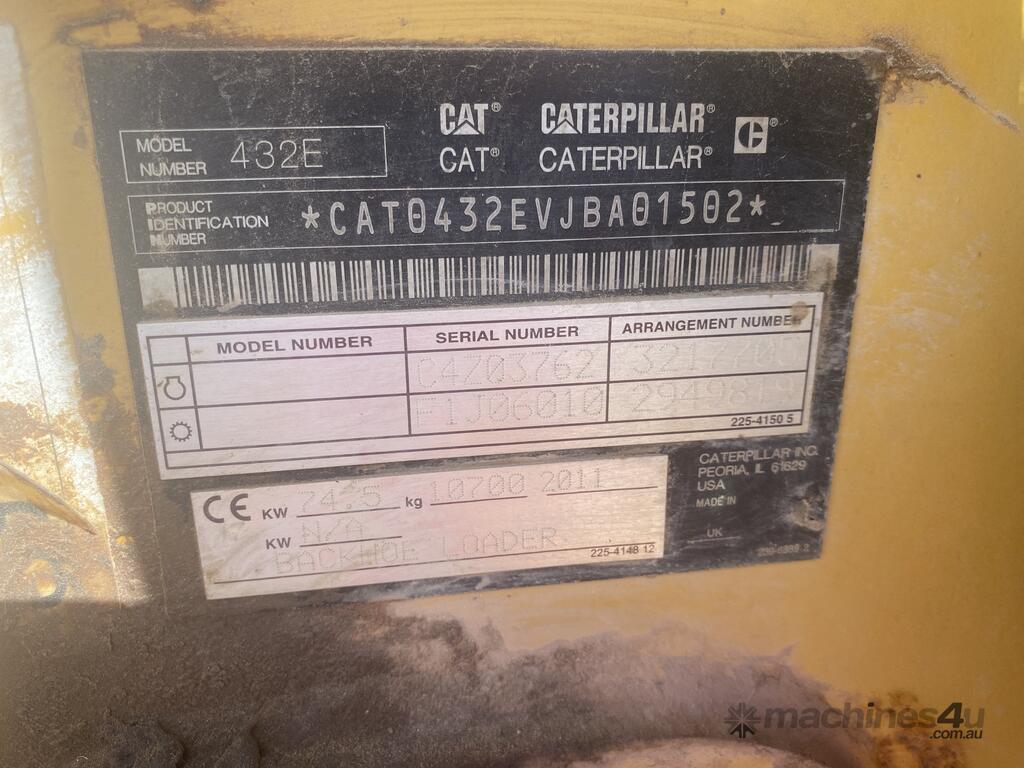 CAT® CATERPILLAR®
MODEL NUMBER 432E CAT® CATERPILLAR®
PRODUCT IDENTIFICATION NUMBER *CAT0432EVJBA01502*
MODEL NUMBER SERIAL NUMBER ARRANGEMENT NUMBER
C4Z03762
F1J06010
225-4150 5
CE KW 74.5 kg 10700 2011
KW N/A
BACKHOE LOADER 225-4148 12
CATERPILLAR INC.
PEORIA, IL 61629
USA
MADE IN
UK
machines4u
.com.au